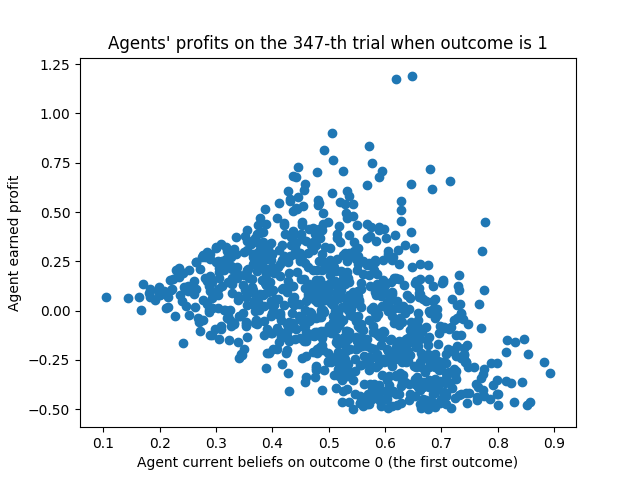 Agents' profits on the 347-th trial when outcome is 1
1.25
1.00
0.75
0.50
0.25
0.00
−0.25
−0.50
Agent earned profit
0.1 0.2 0.3 0.4 0.5 0.6 0.7 0.8 0.9
Agent current beliefs on outcome 0 (the first outcome)